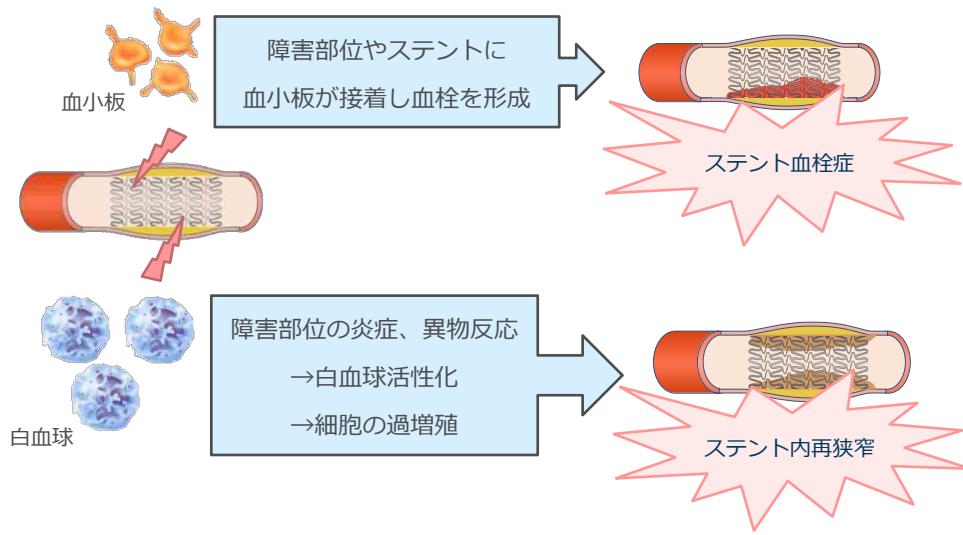 血小板
障害部位やステントに
血小板が接着し血栓を形成
ステント血栓症
白血球
障害部位の炎症、異物反応
→白血球活性化
→細胞の過増殖
ステント内再狭窄